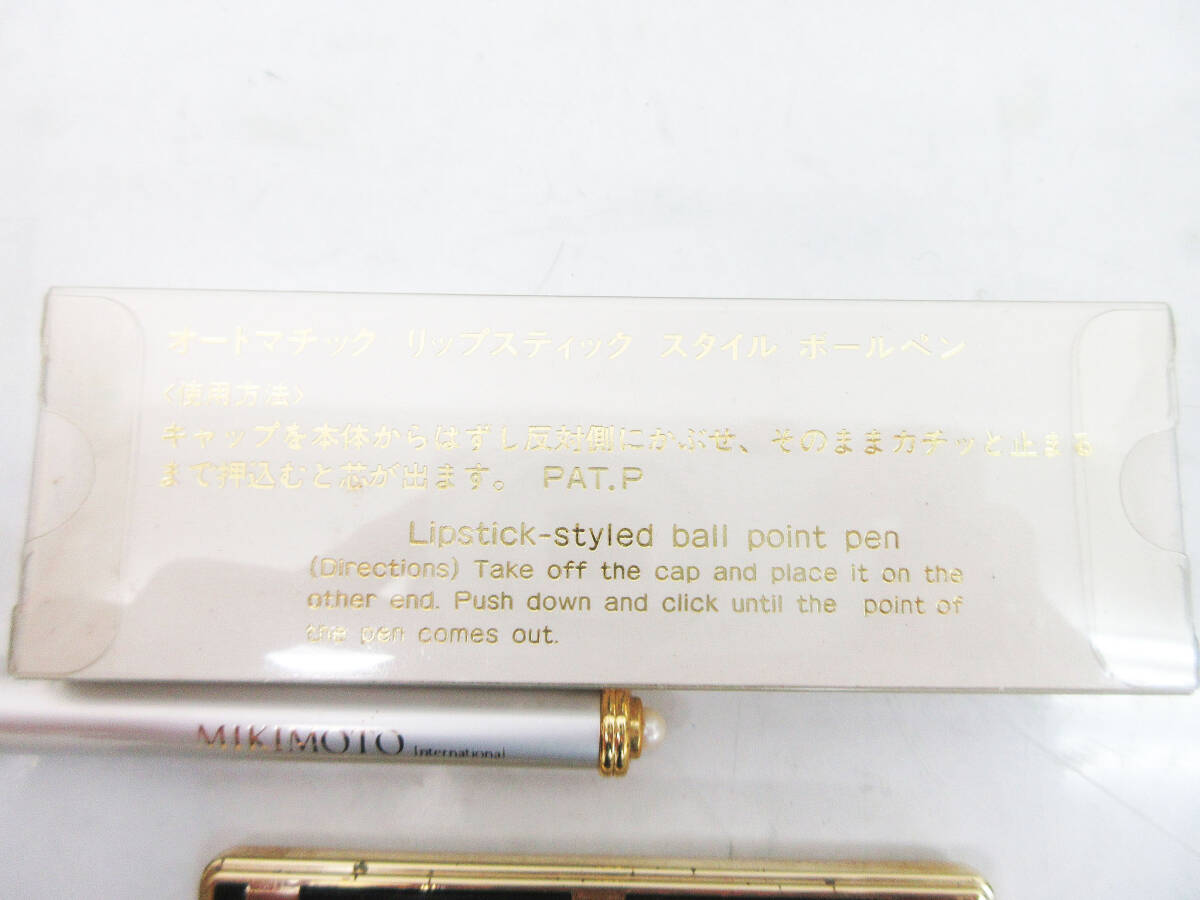 オートマチック リップスティック スタイル ボールペン
〈使用方法〉
キャップを本体からはずし反対側にかぶせ、そのままカチッと止まる
まで押込むと芯が出ます。 PAT.P
Lipstick-styled ball point pen
(Directions) Take off the cap and place it on the
other end. Push down and click until the point of
the pen comes out.
MIKIMOTO International